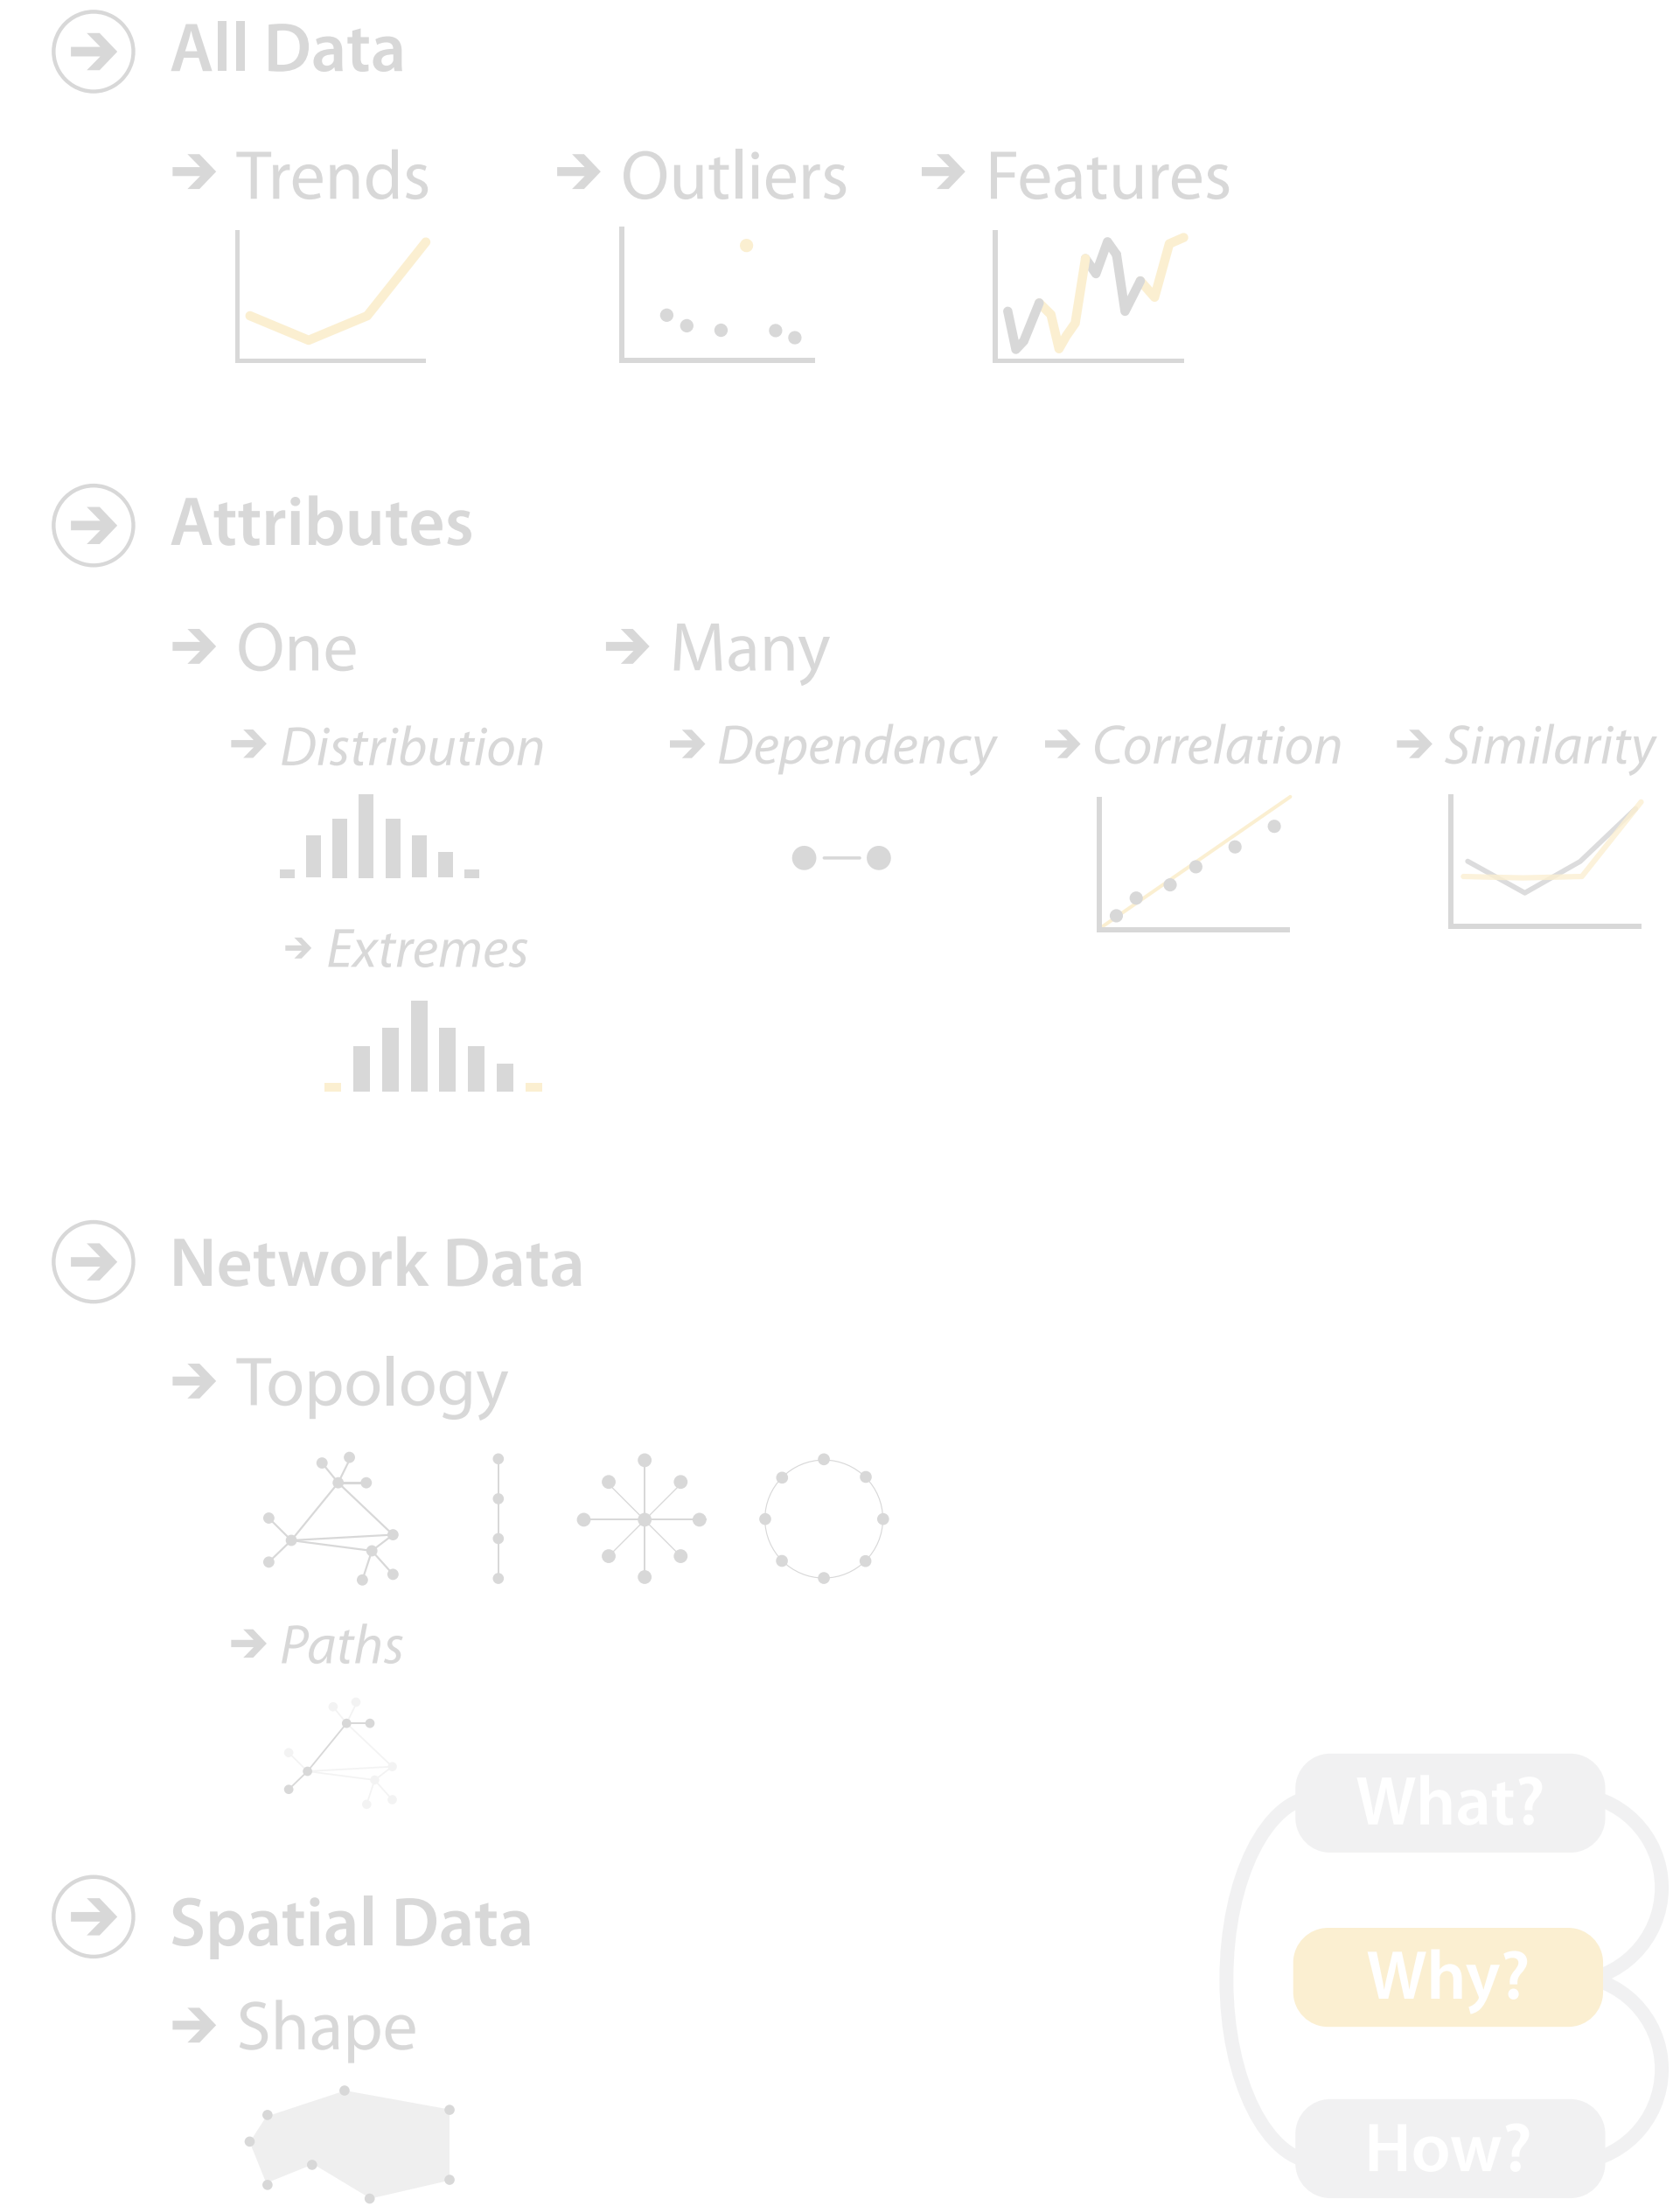 All Data
Trends
Outliers
Features
Attributes
One
Many
Distribution
Dependency
Correlation
Similarity
Extremes
Network Data
Topology
Paths
Spatial Data
Shape
What?
Why?
How?